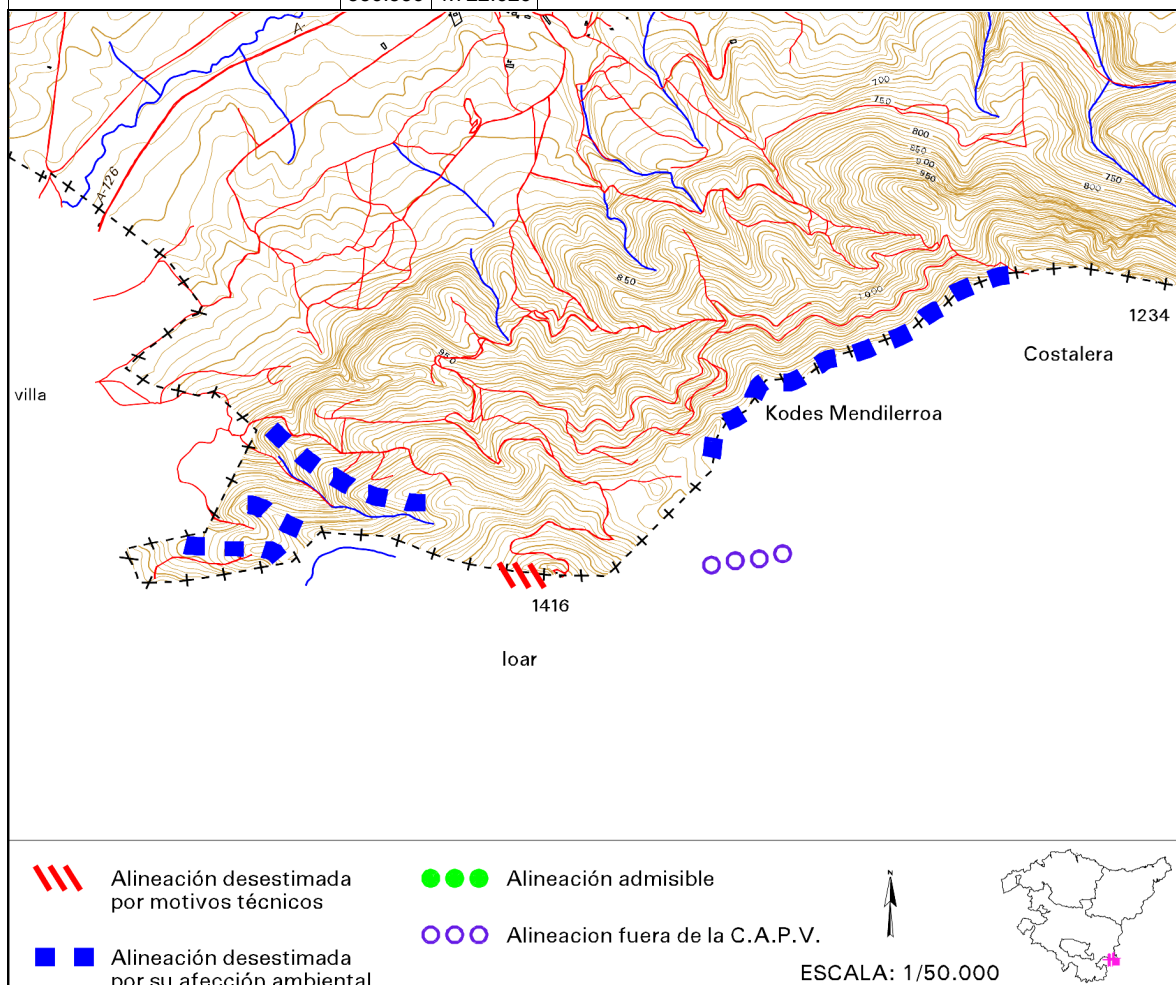 A-
A-126
700
750
800
850
900
950
750
800
850
1000
950
1234
Costalera
villa
Kodes Mendilerroa
1416
Ioar
Alineación desestimada
por motivos técnicos
Alineación admisible
Alineacion fuera de la C.A.P.V.
Alineación desestimada
por su afección ambiental
N
ESCALA: 1/50.000